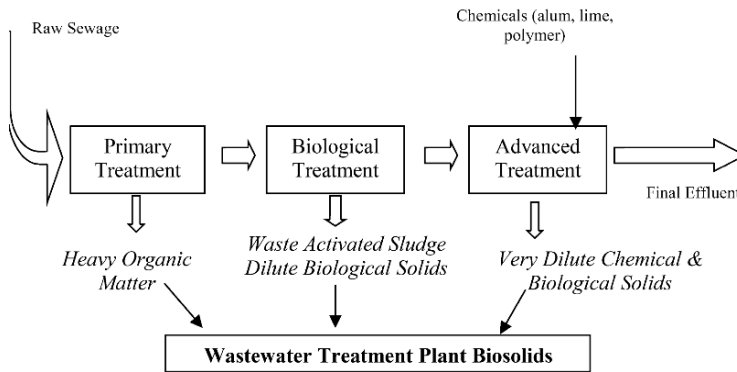 Raw Sewage
Chemicals (alum, lime,
polymer)
Primary
Treatment
Biological
Treatment
Advanced
Treatment
Final Effluent
Heavy Organic
Matter
Waste Activated Sludge
Dilute Biological Solids
Very Dilute Chemical &
Biological Solids
Wastewater Treatment Plant Biosolids